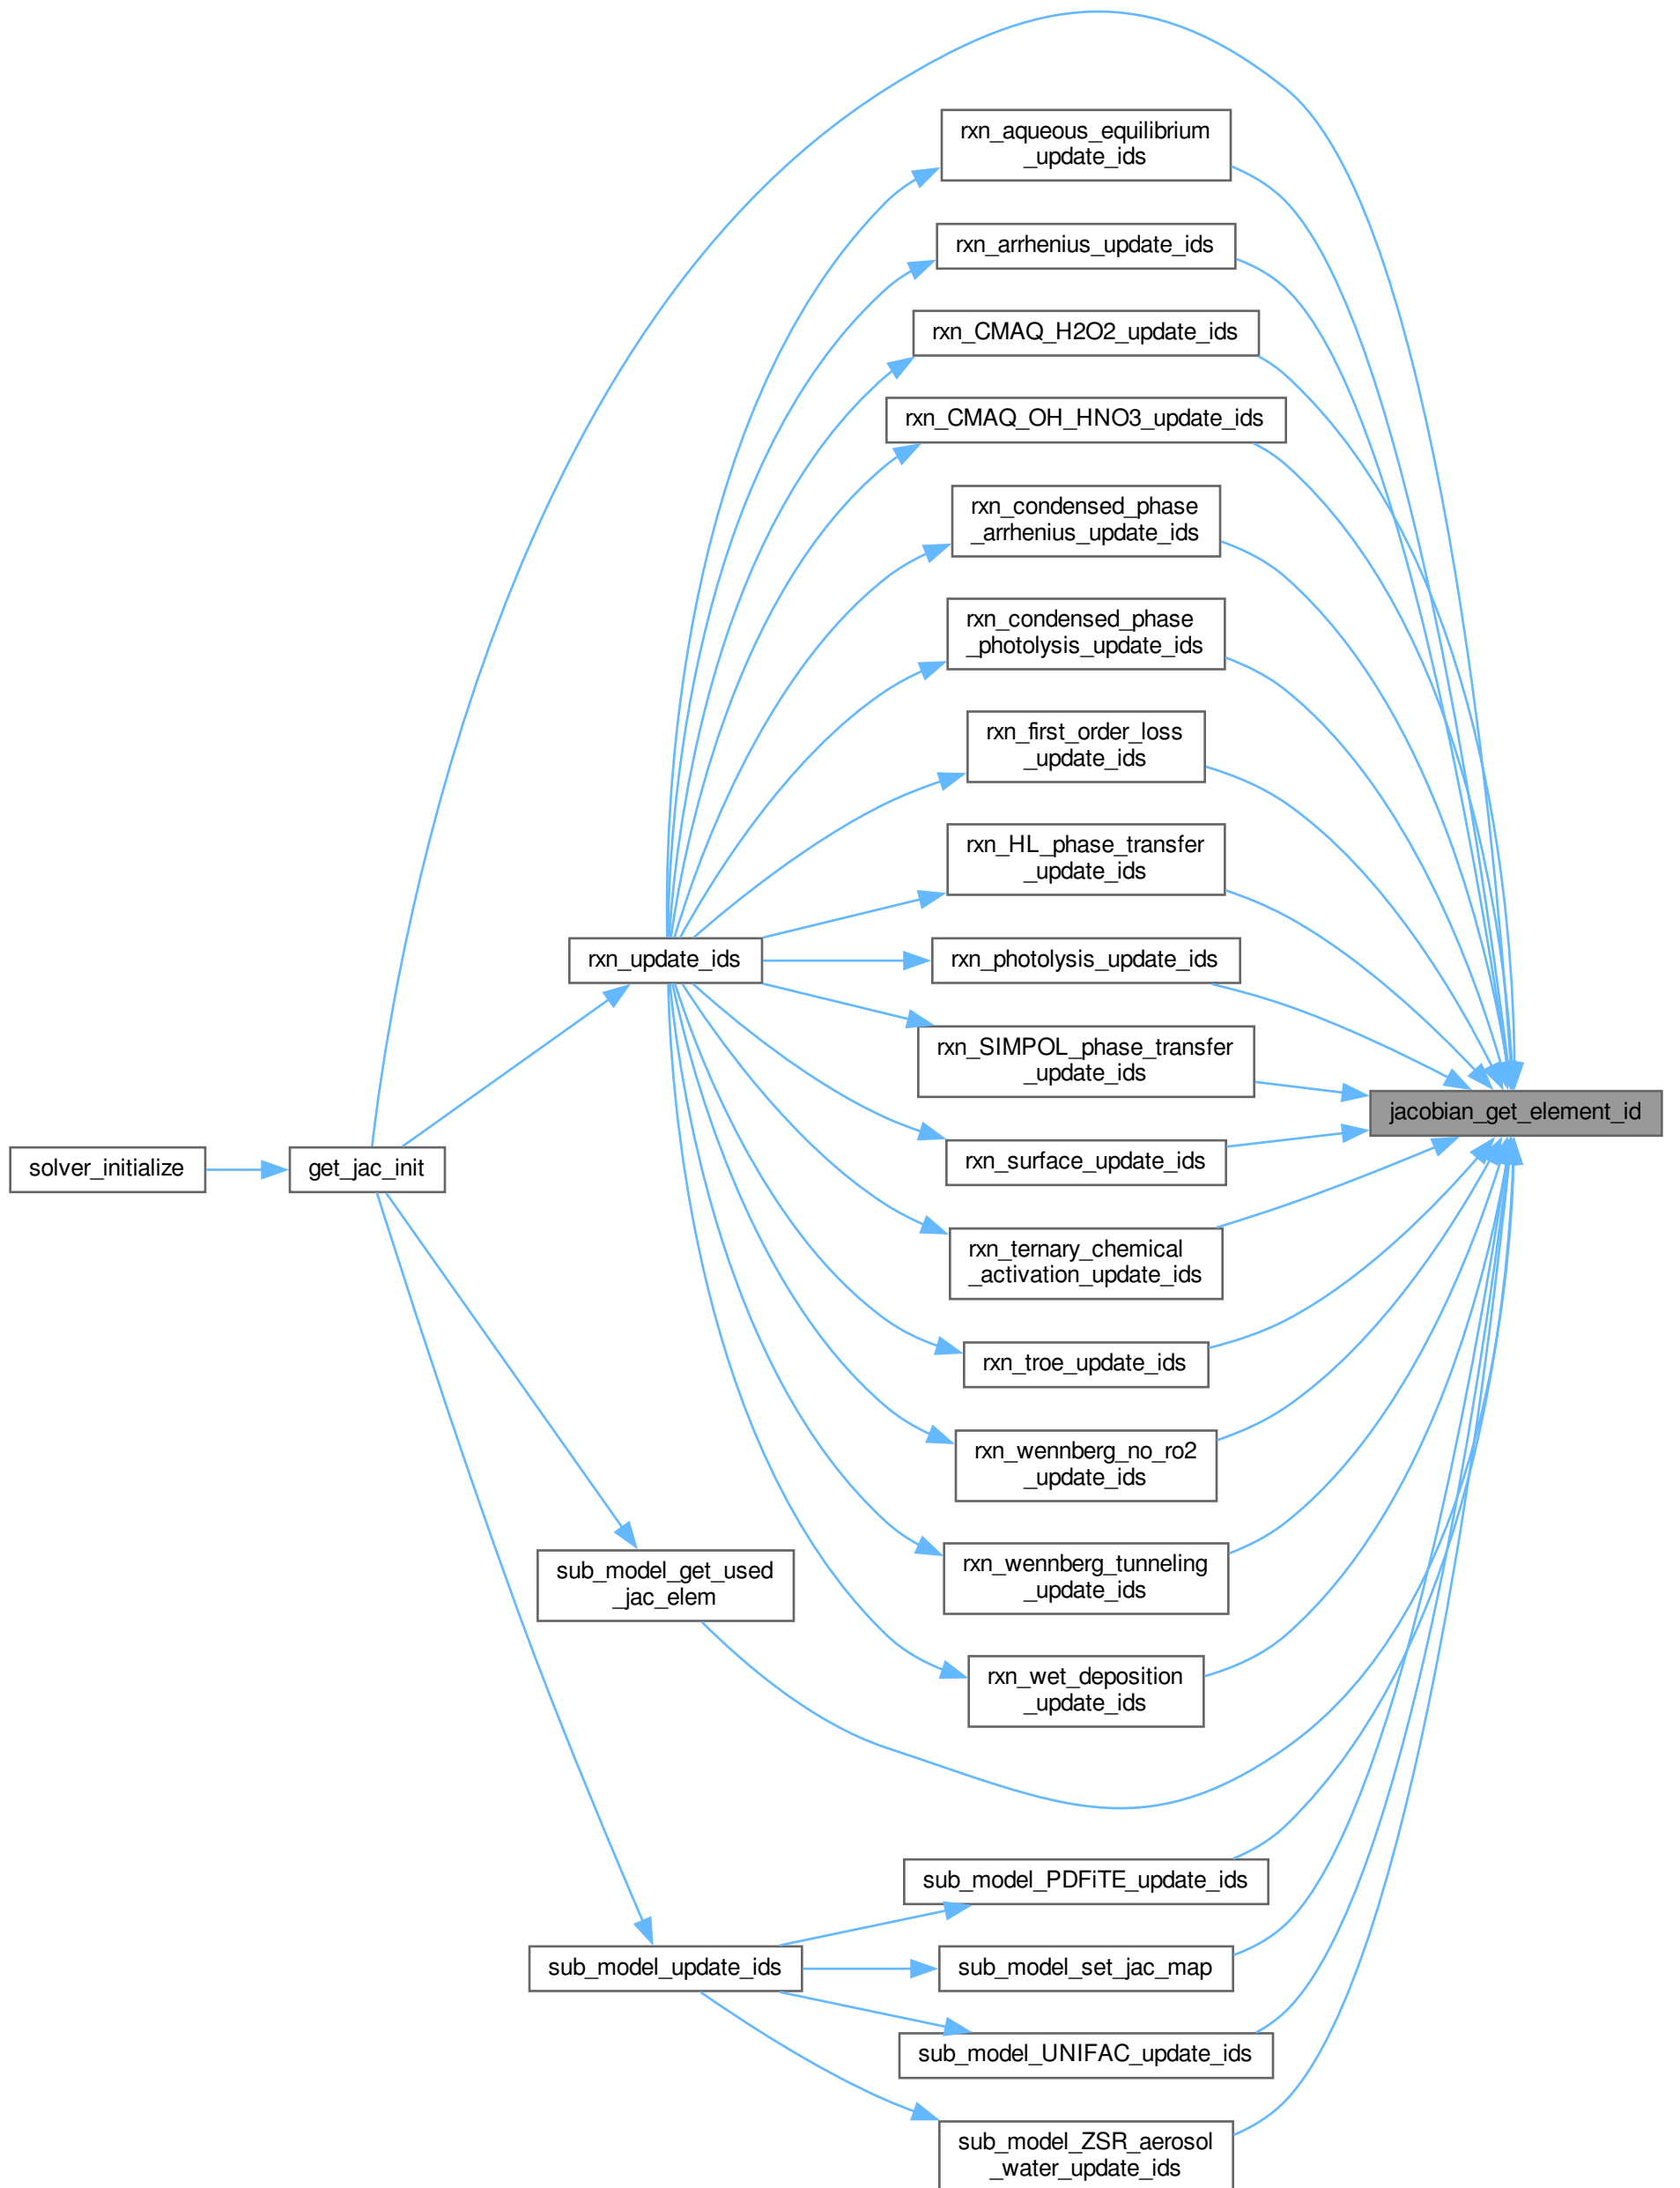 rxn_aqueous_equilibrium
_update_ids
rxn_arrhenius_update_ids
rxn_CMAQ_H2O2_update_ids
rxn_CMAQ_OH_HNO3_update_ids
rxn_condensed_phase
_arrhenius_update_ids
rxn_condensed_phase
_photolysis_update_ids
rxn_first_order_loss
_update_ids
rxn_HL_phase_transfer
_update_ids
rxn_update_ids
rxn_photolysis_update_ids
rxn_SIMPOL_phase_transfer
_update_ids
jacobian_get_element_id
solver_initialize
get_jac_init
rxn_surface_update_ids
rxn_ternary_chemical
_activation_update_ids
rxn_troe_update_ids
rxn_wennberg_no_ro2
_update_ids
rxn_wennberg_tunneling
_update_ids
sub_model_get_used
_jac_elem
rxn_wet_deposition
_update_ids
sub_model_PDFiTE_update_ids
sub_model_update_ids
sub_model_set_jac_map
sub_model_UNIFAC_update_ids
sub_model_ZSR_aerosol
_water_update_ids